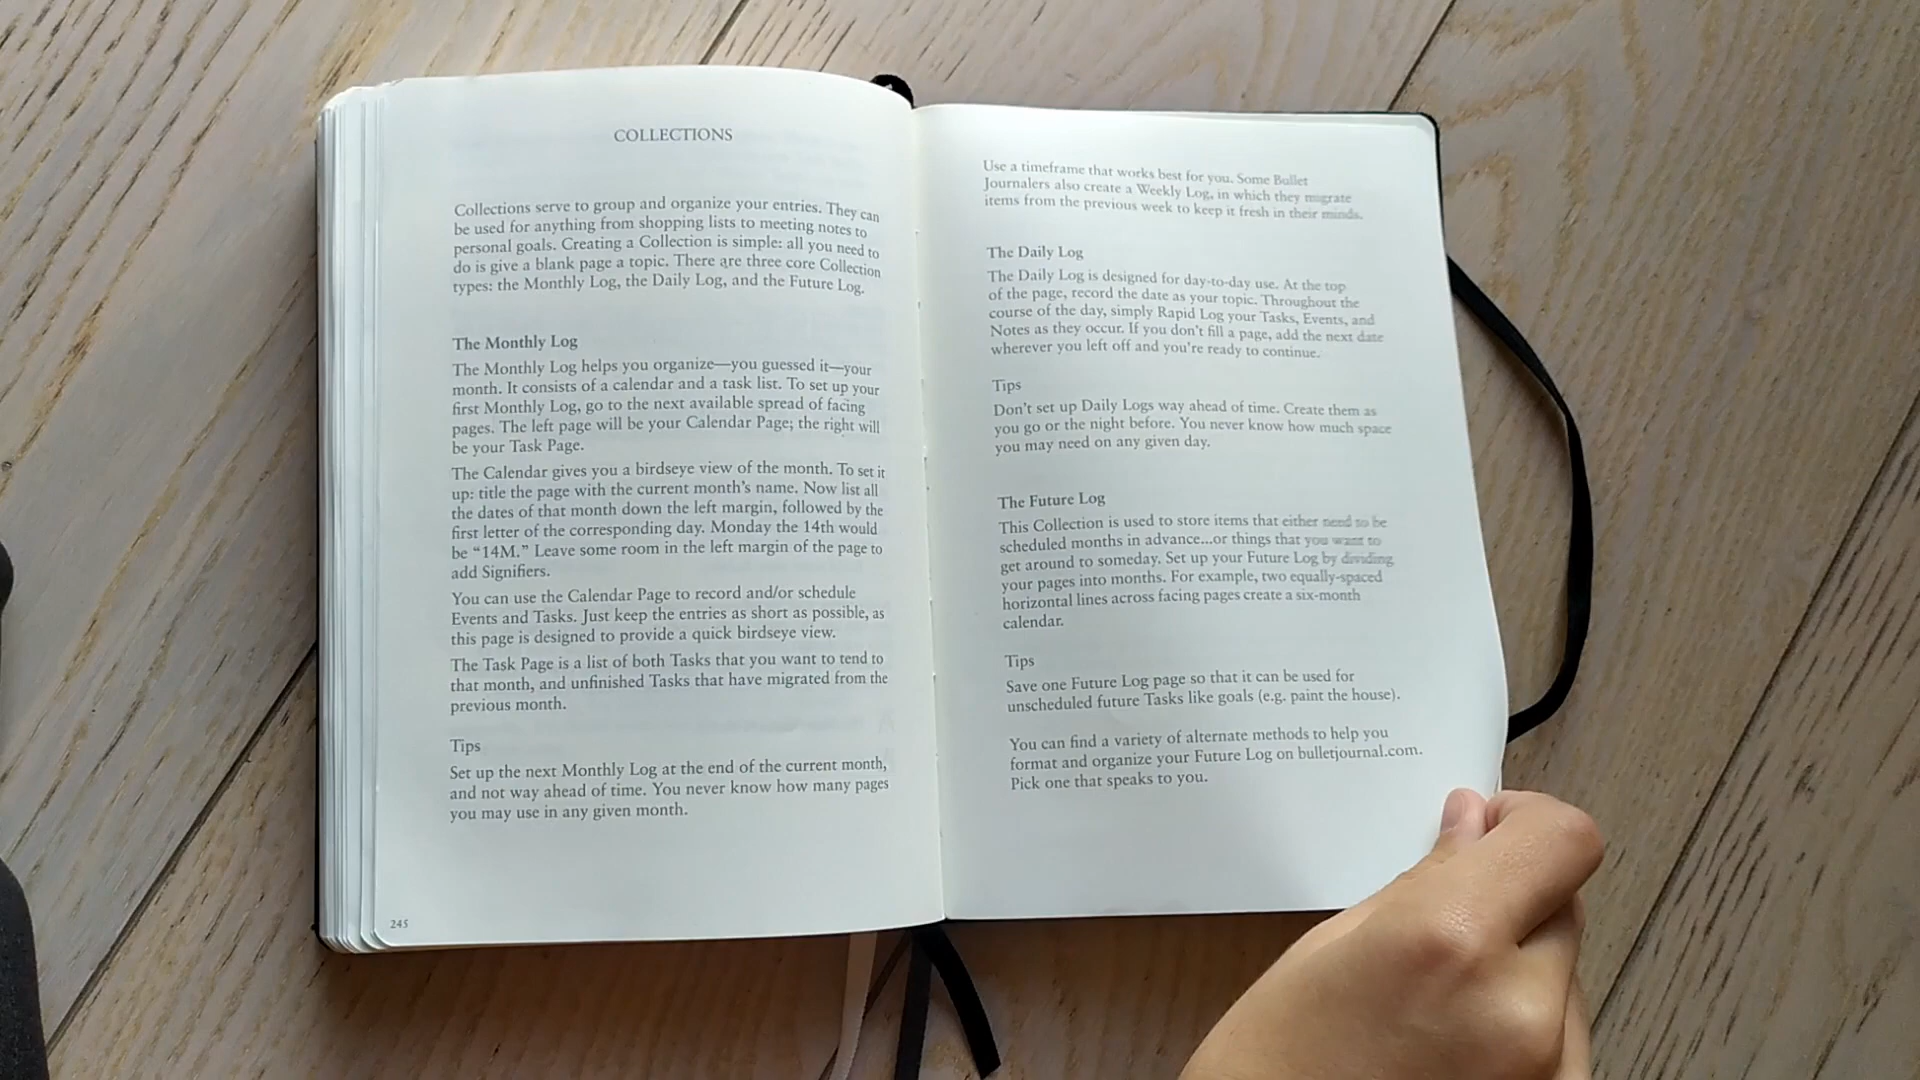 COLLECTIONS
Collections serve to group and organize your entries. They can
be used for anything from shopping lists to meeting notes to
personal goals. Creating a Collection is simple: all you need to
do is give a blank page a topic. There are three core Collection
types: the Monthly Log, the Daily Log, and the Future Log.
The Monthly Log
The Monthly Log helps you organize—you guessed it—your
month. It consists of a calendar and a task list. To set up your
first Monthly Log, go to the next available spread of facing
pages. The left page will be your Calendar Page; the right will
be your Task Page.
The Calendar gives you a birdseye view of the month. To set it
up: title the page with the current month's name. Now list all
the dates of that month down the left margin, followed by the
first letter of the corresponding day. Monday the 14th would
be “14M.” Leave some room in the left margin of the page to
add Signifiers.
You can use the Calendar Page to record and/or schedule
Events and Tasks. Just keep the entries as short as possible, as
this page is designed to provide a quick birdseye view.
The Task Page is a list of both Tasks that you want to tend to
that month, and unfinished Tasks that have migrated from the
previous month.
Tips
Set up the next Monthly Log at the end of the current month,
and not way ahead of time. You never know how many pages
you may use in any given month.
245
Use a timeframe that works best for you. Some Bullet
Journalers also create a Weekly Log, in which they migrate
items from the previous week to keep it fresh in their minds.
The Daily Log
The Daily Log is designed for day-to-day use. At the top
of the page, record the date as your topic. Throughout the
course of the day, simply Rapid Log your Tasks, Events, and
Notes as they occur. If you don't fill a page, add the next date
wherever you left off and you're ready to continue.
Tips
Don't set up Daily Logs way ahead of time. Create them as
you go or the night before. You never know how much space
you may need on any given day.
The Future Log
This Collection is used to store items that either need to be
scheduled months in advance...or things that you want to
get around to someday. Set up your Future Log by dividing
your pages into months. For example, two equally-spaced
horizontal lines across facing pages create a six-month
calendar.
Tips
Save one Future Log page so that it can be used for
unscheduled future Tasks like goals (e.g. paint the house).
You can find a variety of alternate methods to help you
format and organize your Future Log on bulletjournal.com.
Pick one that speaks to you.